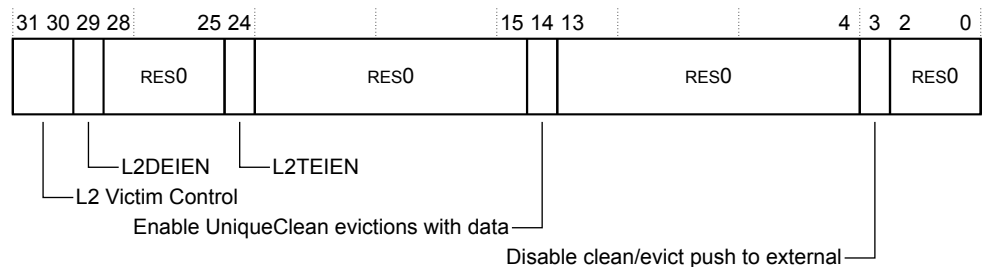 31 30 29 28 25 24 15 14 13 4 3 2 0
RES0 RES0 RES0 RES0
L2DEIEN L2TEIEN
L2 Victim Control
Enable UniqueClean evictions with data
Disable clean/evict push to external